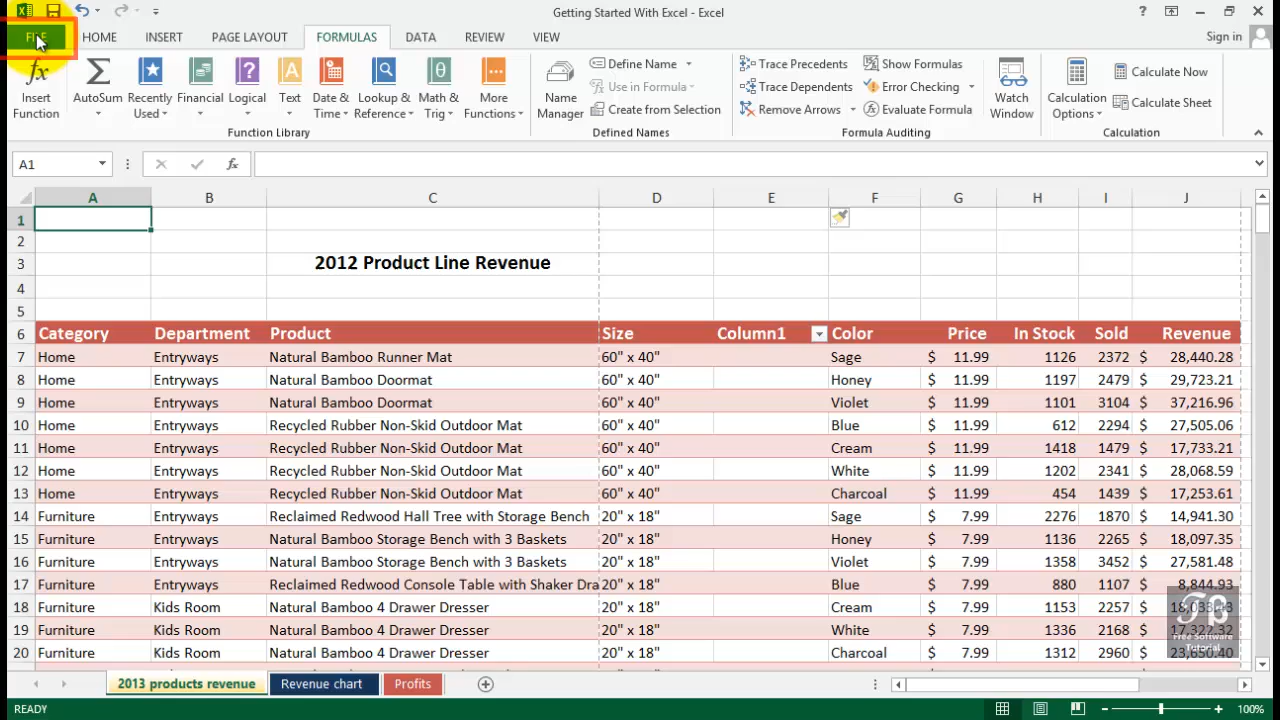 Getting Started With Excel - Excel
FILE HOME INSERT PAGE LAYOUT FORMULAS DATA REVIEW VIEW Sign in
fx Insert Function
AutoSum
Recently Used
Financial
Logical
Text
Date & Time
Lookup & Reference
Math & Trig
More Functions
Function Library
Name Manager
Define Name
Use in Formula
Create from Selection
Defined Names
Trace Precedents
Trace Dependents
Remove Arrows
Show Formulas
Error Checking
Evaluate Formula
Formula Auditing
Watch Window
Calculation Options
Calculate Now
Calculate Sheet
Calculation
A1 fx
A B C D E F G H I J
1
2
3 2012 Product Line Revenue
4
5
6 Category Department Product Size Column1 Color Price In Stock Sold Revenue
7 Home Entryways Natural Bamboo Runner Mat 60" x 40" Sage $ 11.99 1126 2372 $ 28,440.28
8 Home Entryways Natural Bamboo Doormat 60" x 40" Honey $ 11.99 1197 2479 $ 29,723.21
9 Home Entryways Natural Bamboo Doormat 60" x 40" Violet $ 11.99 1101 3104 $ 37,216.96
10 Home Entryways Recycled Rubber Non-Skid Outdoor Mat 60" x 40" Blue $ 11.99 612 2294 $ 27,505.06
11 Home Entryways Recycled Rubber Non-Skid Outdoor Mat 60" x 40" Cream $ 11.99 1418 1479 $ 17,733.21
12 Home Entryways Recycled Rubber Non-Skid Outdoor Mat 60" x 40" White $ 11.99 1202 2341 $ 28,068.59
13 Home Entryways Recycled Rubber Non-Skid Outdoor Mat 60" x 40" Charcoal $ 11.99 454 1439 $ 17,253.61
14 Furniture Entryways Reclaimed Redwood Hall Tree with Storage Bench 20" x 18" Sage $ 7.99 2276 1870 $ 14,941.30
15 Furniture Entryways Natural Bamboo Storage Bench with 3 Baskets 20" x 18" Honey $ 7.99 1136 2265 $ 18,097.35
16 Furniture Entryways Natural Bamboo Storage Bench with 3 Baskets 20" x 18" Violet $ 7.99 1358 3452 $ 27,581.48
17 Furniture Entryways Reclaimed Redwood Console Table with Shaker Dra 20" x 18" Blue $ 7.99 880 1107 $ 8,844.93
18 Furniture Kids Room Natural Bamboo 4 Drawer Dresser 20" x 18" Cream $ 7.99 1153 2257 $
19 Furniture Kids Room Natural Bamboo 4 Drawer Dresser 20" x 18" White $ 7.99 1336 2168 $ 17,322.32
20 Furniture Kids Room Natural Bamboo 4 Drawer Dresser 20" x 18" Charcoal $ 7.99 1312 2960 $ 23,650.40
Free Software
Tutorial
2013 products revenue Revenue chart Profits
READY 100%